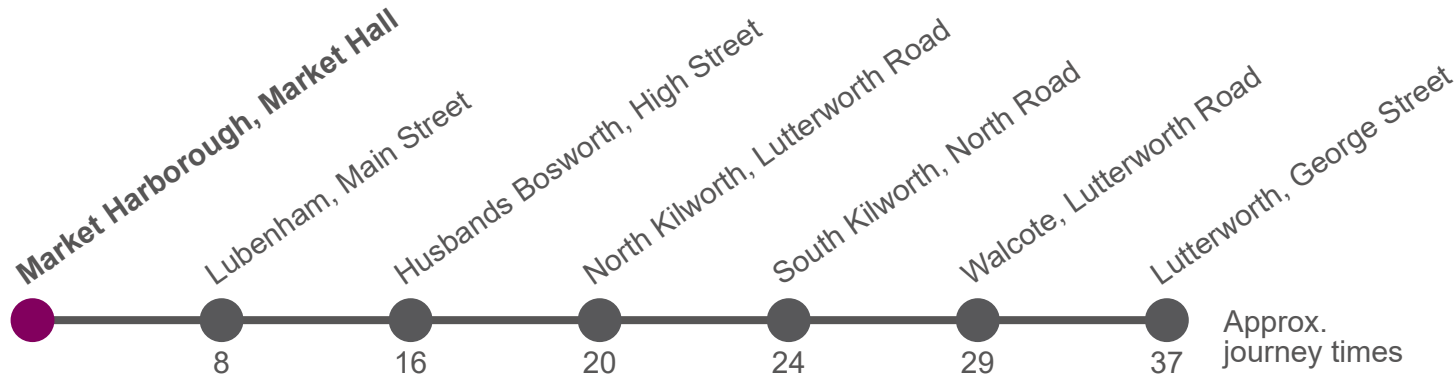 Market Harborough, Market Hall
Lubenham, Main Street
Husbands Bosworth, High Street
North Kilworth, Lutterworth Road
South Kilworth, North Road
Walcote, Lutterworth Road
Lutterworth, George Street
8
16
20
24
29
37
Approx.
journey times